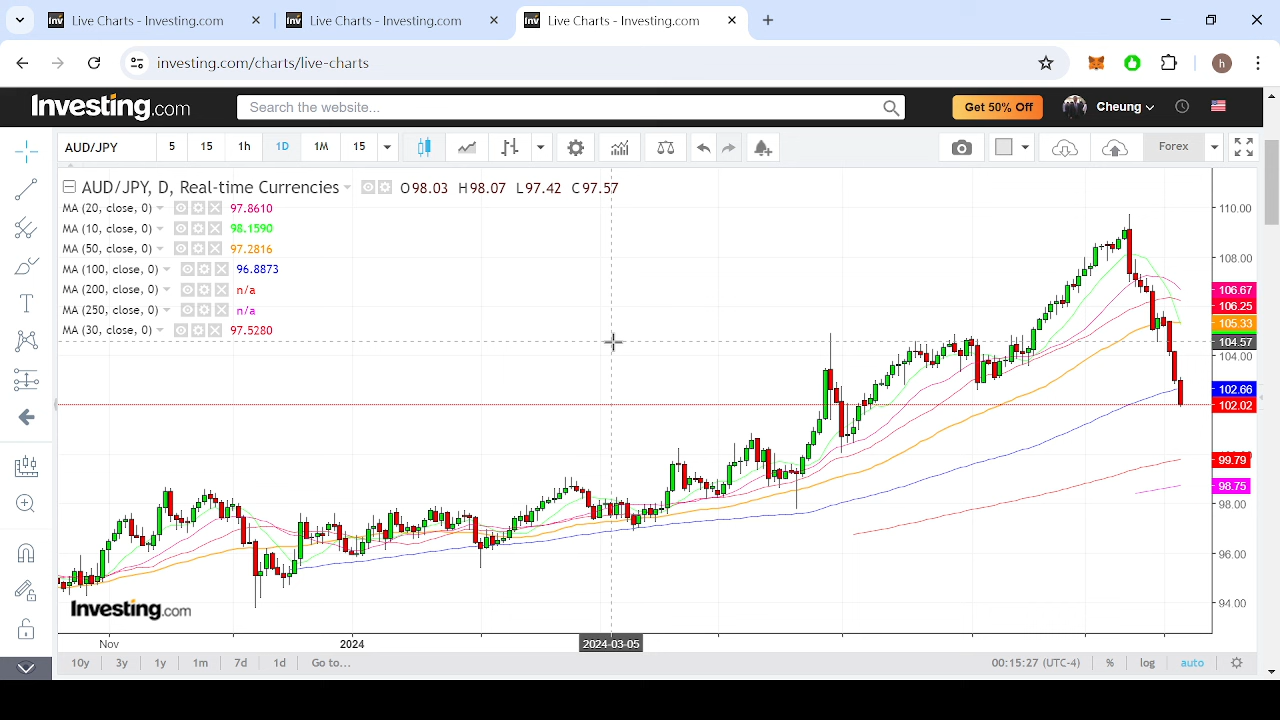 Live Charts - Investing.com
Live Charts - Investing.com
Live Charts - Investing.com
investing.com/charts/live-charts
h
Investing.com
Search the website...
Get 50% Off
Cheung
AUD/JPY
5
15
1h
1D
1M
15
Forex
AUD/JPY, D, Real-time Currencies
O98.03 H98.07 L97.42 C97.57
MA (20, close, 0) 97.8610
MA (10, close, 0) 98.1590
MA (50, close, 0) 97.2816
MA (100, close, 0) 96.8873
MA (200, close, 0) n/a
MA (250, close, 0) n/a
MA (30, close, 0) 97.5280
110.00
108.00
106.67
106.25
105.33
104.57
104.00
102.66
102.02
99.79
98.75
98.00
96.00
94.00
Investing.com
Nov
2024
2024-03-05
10y
3y
1y
1m
7d
1d
Go to...
00:15:27 (UTC-4)
%
log
auto